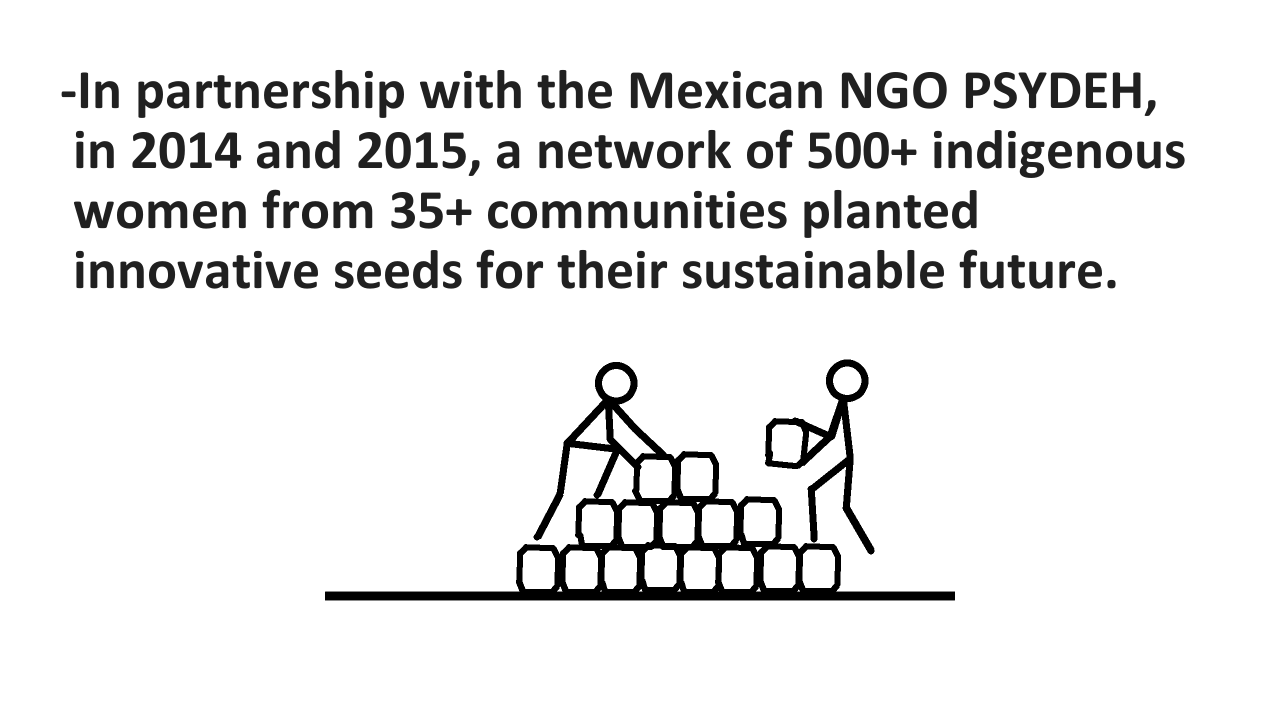 -In partnership with the Mexican NGO PSYDEH,
in 2014 and 2015, a network of 500+ indigenous
women from 35+ communities planted
innovative seeds for their sustainable future.